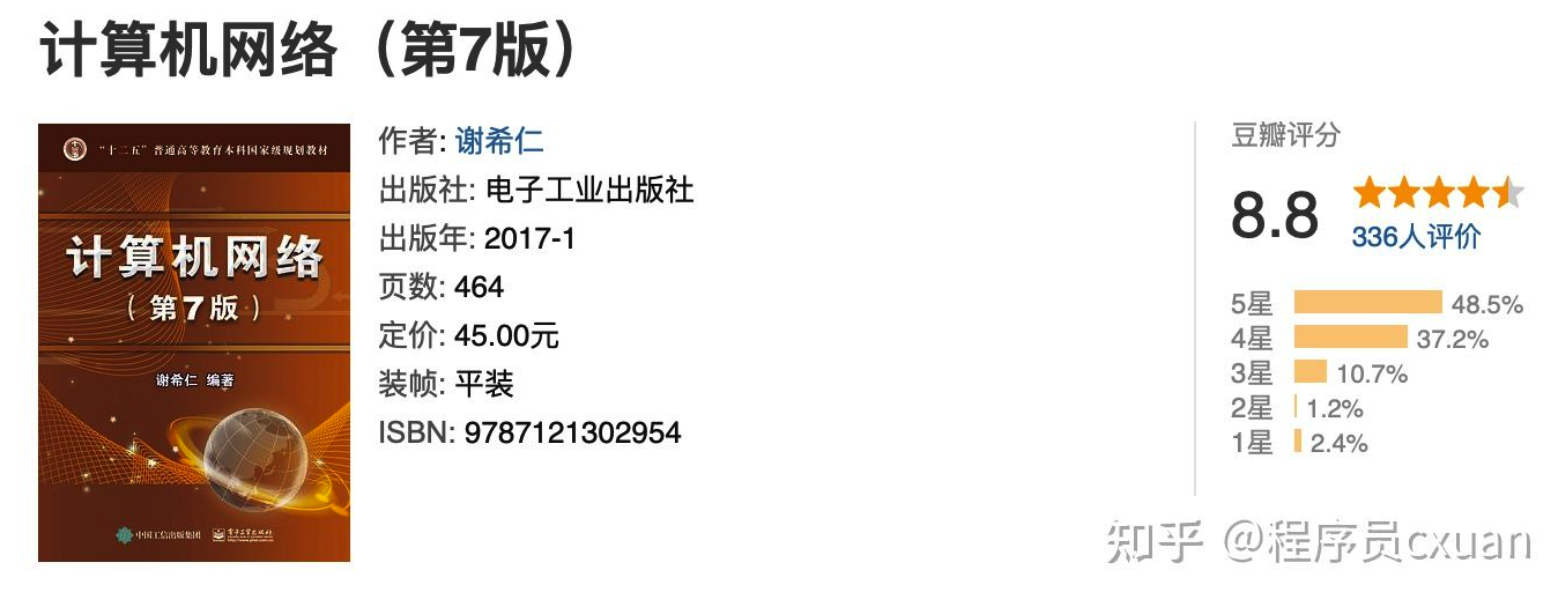 计算机网络（第7版）
“十二五”普通高等教育本科国家级规划教材
计算机网络
（第7版）
谢希仁 编著
中国工信出版集团 电子工业出版社
作者: 谢希仁
出版社: 电子工业出版社
出版年: 2017-1
页数: 464
定价: 45.00元
装帧: 平装
ISBN: 9787121302954
豆瓣评分
8.8
336人评价
5星 48.5%
4星 37.2%
3星 10.7%
2星 1.2%
1星 2.4%
知乎 @程序员cxuan